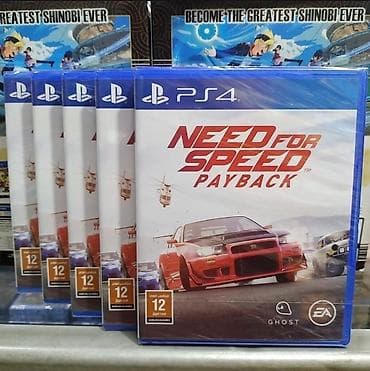 REATEST SHINOBI EVER
BECOME THE GREATEST SHINOBI EVER
PS4
NEED FOR
SPEED
PAYBACK
12
12
12
12
12
GHOST
EA